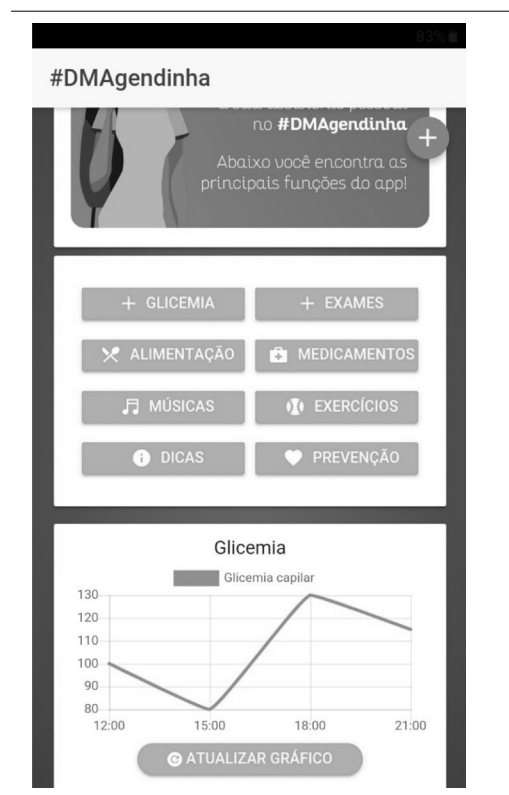 83%
#DMAgendinha
no #DMAgendinha
Abaixo você encontra as
principais funções do app!
+
+ GLICEMIA
+ EXAMES
ALIMENTAÇÃO
MEDICAMENTOS
MÚSICAS
EXERCÍCIOS
DICAS
PREVENÇÃO
Glicemia
Glicemia capilar
130
120
110
100
90
80
12:00
15:00
18:00
21:00
ATUALIZAR GRÁFICO